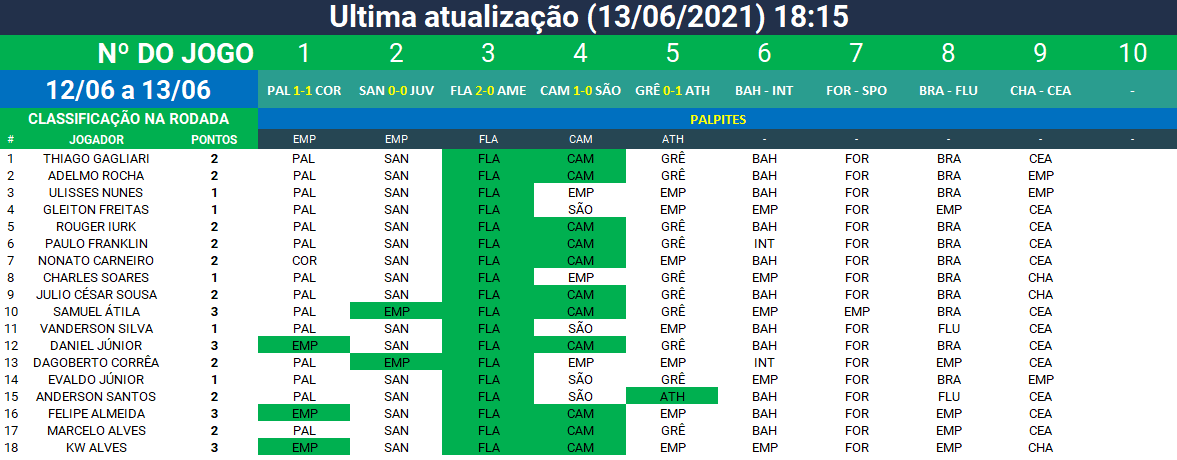 Ultima atualização (13/06/2021) 18:15
Nº DO JOGO 1 2 3 4 5 6 7 8 9 10
12/06 a 13/06 PAL 1-1 COR SAN 0-0 JUV FLA 2-0 AME CAM 1-0 SÃO GRÊ 0-1 ATH BAH - INT FOR - SPO BRA - FLU CHA - CEA -
CLASSIFICAÇÃO NA RODADA PALPITES
# JOGADOR PONTOS EMP EMP FLA CAM ATH - - - - -
1 THIAGO GAGLIARI 2 PAL SAN FLA CAM GRÊ BAH FOR BRA CEA
2 ADELMO ROCHA 2 PAL SAN FLA CAM GRÊ BAH FOR BRA EMP
3 ULISSES NUNES 1 PAL SAN FLA EMP EMP BAH FOR BRA CEA
4 GLEITON FREITAS 1 PAL SAN FLA SÃO EMP EMP FOR EMP CEA
5 ROUGER IURK 2 PAL SAN FLA CAM GRÊ BAH FOR BRA CEA
6 PAULO FRANKLIN 2 PAL SAN FLA CAM GRÊ INT FOR BRA CEA
7 NONATO CARNEIRO 2 COR SAN FLA CAM GRÊ BAH FOR BRA CEA
8 CHARLES SOARES 1 PAL SAN FLA EMP GRÊ BAH FOR BRA CHA
9 JULIO CÉSAR SOUSA 2 PAL SAN FLA CAM GRÊ BAH FOR BRA CHA
10 SAMUEL ÁTILA 3 PAL EMP FLA CAM GRÊ EMP EMP BRA CEA
11 VANDERSON SILVA 1 PAL SAN FLA SÃO EMP BAH FOR FLU CEA
12 DANIEL JÚNIOR 3 EMP SAN FLA CAM GRÊ BAH FOR BRA CEA
13 DAGOBERTO CORRÊA 2 PAL EMP FLA EMP EMP INT FOR EMP CEA
14 EVALDO JÚNIOR 1 PAL SAN FLA SÃO GRÊ EMP FOR BRA EMP
15 ANDERSON SANTOS 2 PAL SAN FLA SÃO ATH BAH FOR FLU CEA
16 FELIPE ALMEIDA 3 EMP SAN FLA CAM EMP BAH FOR EMP CEA
17 MARCELO ALVES 2 PAL SAN FLA CAM GRÊ BAH FOR EMP CEA
18 KW ALVES 3 EMP SAN FLA CAM EMP EMP FOR EMP CHA